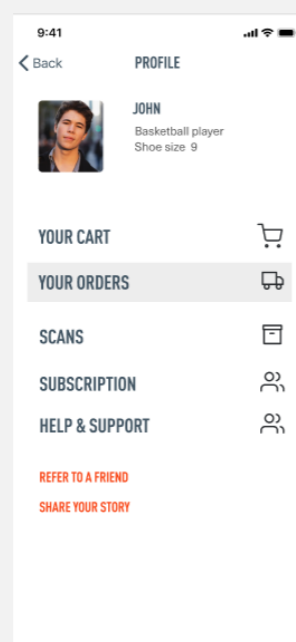 9:41
Back
PROFILE
JOHN
Basketball player
Shoe size 9
YOUR CART
YOUR ORDERS
SCANS
SUBSCRIPTION
HELP & SUPPORT
REFER TO A FRIEND
SHARE YOUR STORY